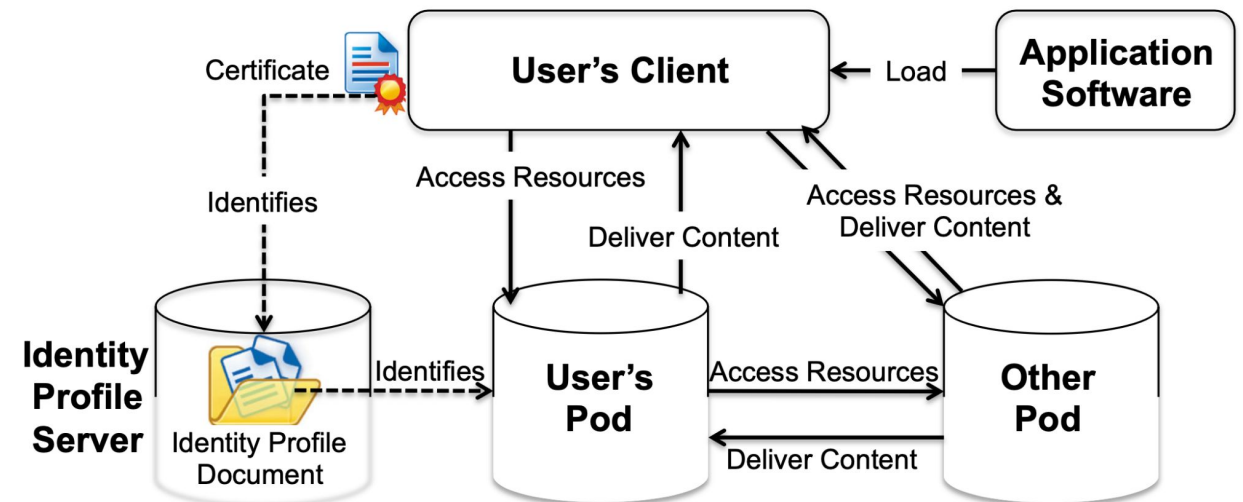 Certificate
User's Client
Load
Application
Software
Access Resources
Identifies
Deliver Content
Access Resources &
Deliver Content
Identity
Profile
Server
Identity Profile
Document
Identifies
User's
Pod
Access Resources
Deliver Content
Other
Pod